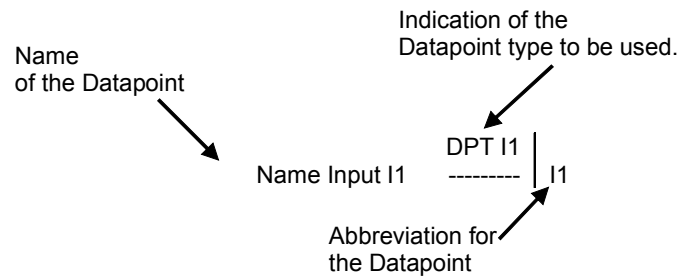 Indication of the
Datapoint type to be used.
Name
of the Datapoint
DPT I1
Name Input I1 --------- I1
Abbreviation for
the Datapoint